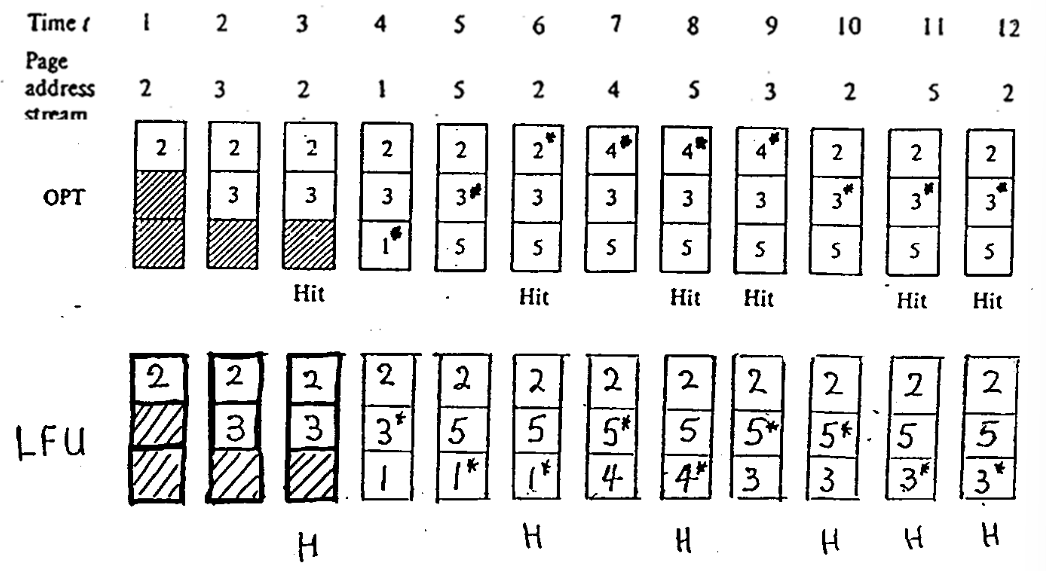 Time t 1 2 3 4 5 6 7 8 9 10 11 12
Page
address 2 3 2 1 5 2 4 5 3 2 5 2
stream
2 2 2 2 2 2* 4* 4* 4* 2 2 2
OPT 3 3 3 3* 3 3 3 3 3* 3* 3*
1* 5 5 5 5 5 5 5 5
Hit Hit Hit Hit Hit Hit
2 2 2 2 2 2 2 2 2 2 2 2
LFU 3 3 3* 5 5 5* 5 5* 5* 5 5
1 1* 1* 4 4* 3 3 3* 3*
H H H H H H